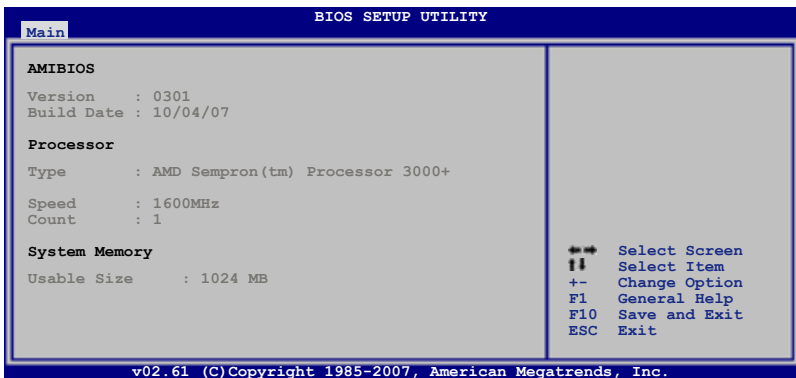 BIOS SETUP UTILITY
Main
AMIBIOS
Version : 0301
Build Date : 10/04/07
Processor
Type : AMD Sempron(tm) Processor 3000+
Speed : 1600MHz
Count : 1
System Memory
Usable Size : 1024 MB
←→ Select Screen
↑↓ Select Item
+- Change Option
F1 General Help
F10 Save and Exit
ESC Exit
v02.61 (C)Copyright 1985-2007, American Megatrends, Inc.